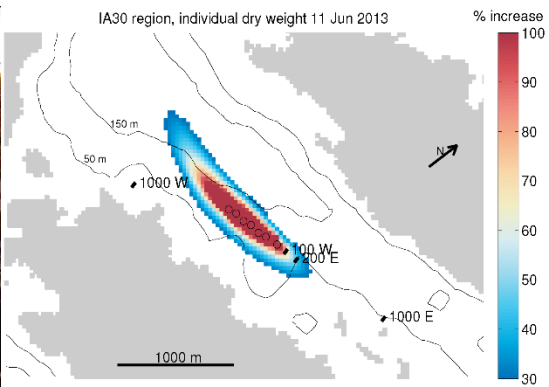 IA30 region, individual dry weight 11 Jun 2013
% increase
100
90
80
70
60
50
40
30
150 m
50 m
N
1000 W
100 W
200 E
1000 E
1000 m